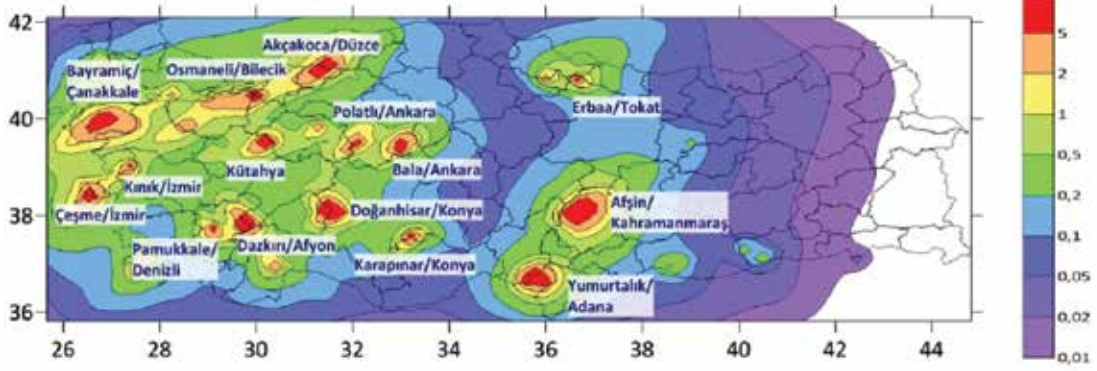 42
40
38
36
Akçakoca/Düzce
Bayramiç/
Çanakkale
Osmaneli/Bilecik
Polatlı/Ankara
Erbaa/Tokat
Kütahya
Bala/Ankara
Kınık/İzmir
Çeşme/İzmir
Doğanhisar/Konya
Afşin/
Kahramanmaraş
Pamukkale/
Denizli
Dazkırı/Afyon
Karapınar/Konya
Yumurtalık/
Adana
26 28 30 32 34 36 38 40 42 44
5
2
1
0,5
0,2
0,1
0,05
0,02
0,01